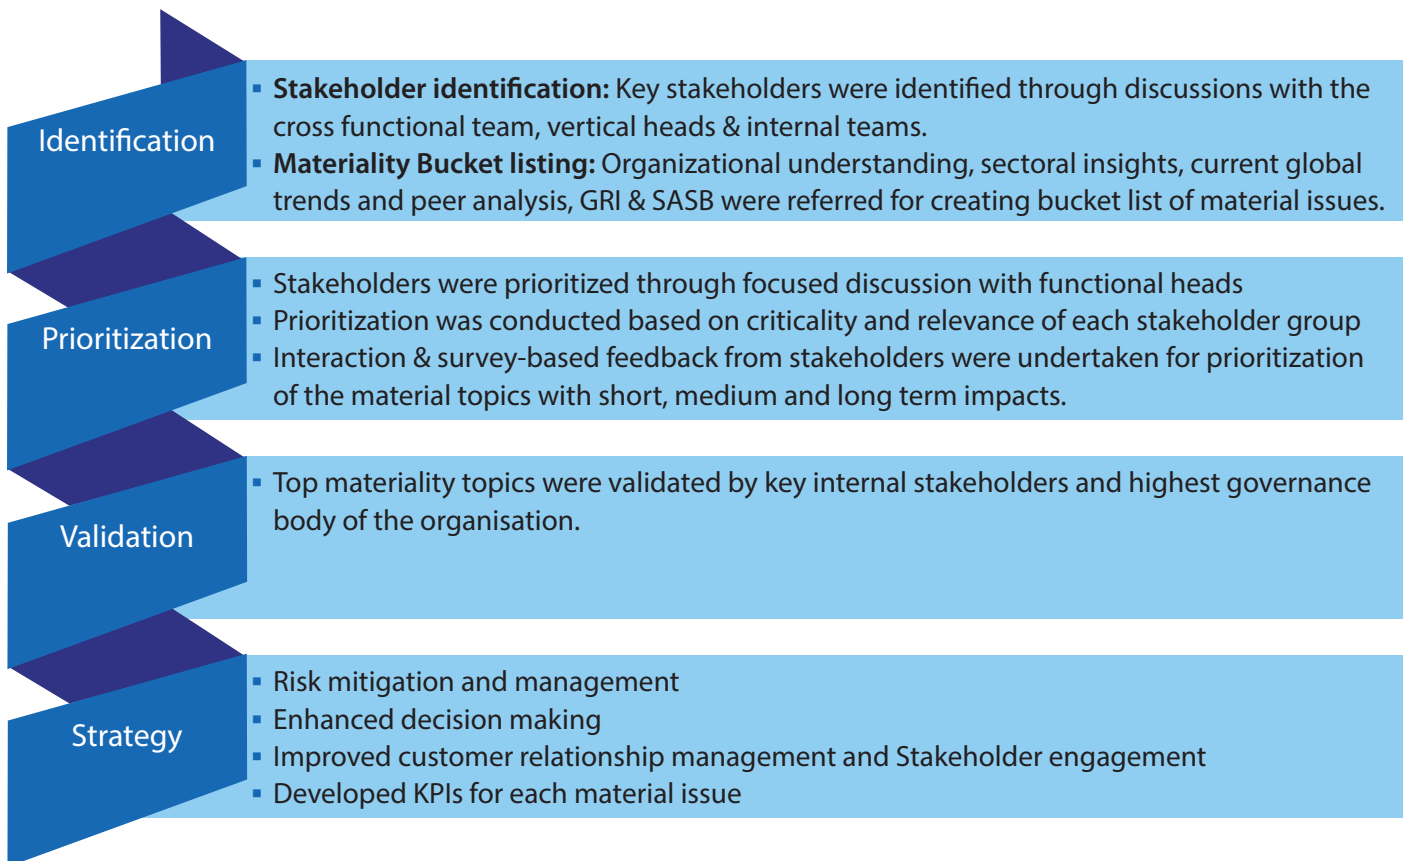 Identification
▪ Stakeholder identification: Key stakeholders were identified through discussions with the
cross functional team, vertical heads & internal teams.
▪ Materiality Bucket listing: Organizational understanding, sectoral insights, current global
trends and peer analysis, GRI & SASB were referred for creating bucket list of material issues.
Prioritization
▪ Stakeholders were prioritized through focused discussion with functional heads
▪ Prioritization was conducted based on criticality and relevance of each stakeholder group
▪ Interaction & survey-based feedback from stakeholders were undertaken for prioritization
of the material topics with short, medium and long term impacts.
Validation
▪ Top materiality topics were validated by key internal stakeholders and highest governance
body of the organisation.
Strategy
▪ Risk mitigation and management
▪ Enhanced decision making
▪ Improved customer relationship management and Stakeholder engagement
▪ Developed KPIs for each material issue